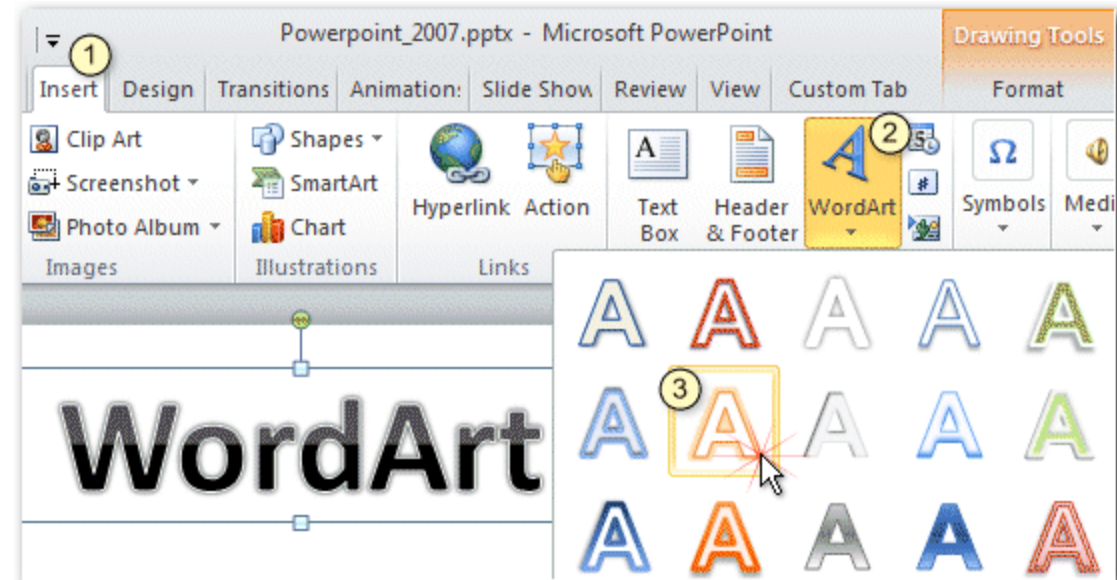 Powerpoint_2007.pptx - Microsoft PowerPoint
Drawing Tools
1
Insert Design Transitions Animation: Slide Show Review View Custom Tab Format
Clip Art
Screenshot
Photo Album
Images
Shapes
SmartArt
Chart
Illustrations
Hyperlink Action
Links
A
Text
Box
Header
& Footer
A
WordArt
2
5
#
Ω
Symbols
Medi
A A A A A
3
A A A A A
A A A A A
WordArt